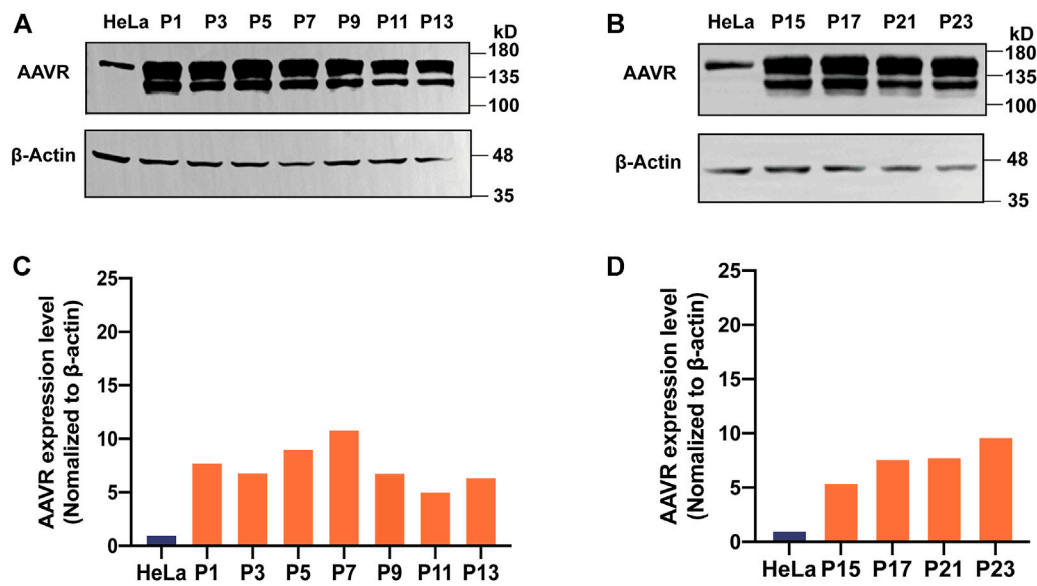 A
HeLa P1 P3 P5 P7 P9 P11 P13
kD
AAVR
180
135
100
β-Actin
48
35
B
HeLa P15 P17 P21 P23
kD
AAVR
180
135
100
β-Actin
48
35
C
AAVR expression level
(Nomalized to β-actin)
25
20
15
10
5
0
HeLa P1 P3 P5 P7 P9 P11 P13
D
AAVR expression level
(Nomalized to β-actin)
25
20
15
10
5
0
HeLa P15 P17 P21 P23